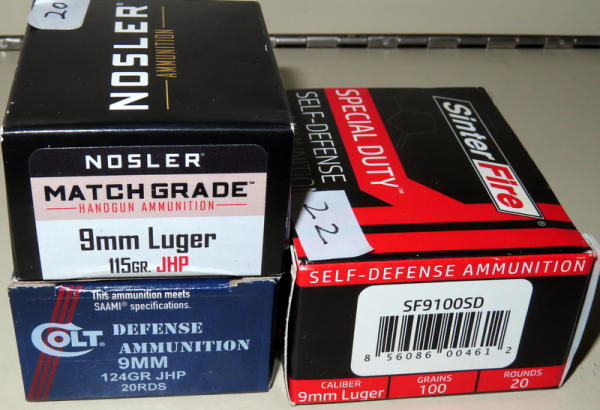 20
NOSLER
AMMUNITION
NOSLER
MATCH GRADE™
HANDGUN AMMUNITION
9mm Luger
115GR. JHP
This ammunition meets
SAAMI® specifications.
COLT
DEFENSE
AMMUNITION
9MM
124GR JHP
20RDS
SinterFire
SPECIAL DUTY™
SELF-DEFENSE
22
SELF-DEFENSE AMMUNITION
SF9100SD
8 56086 00461 2
CALIBER
9mm Luger
GRAINS
100
ROUNDS
20